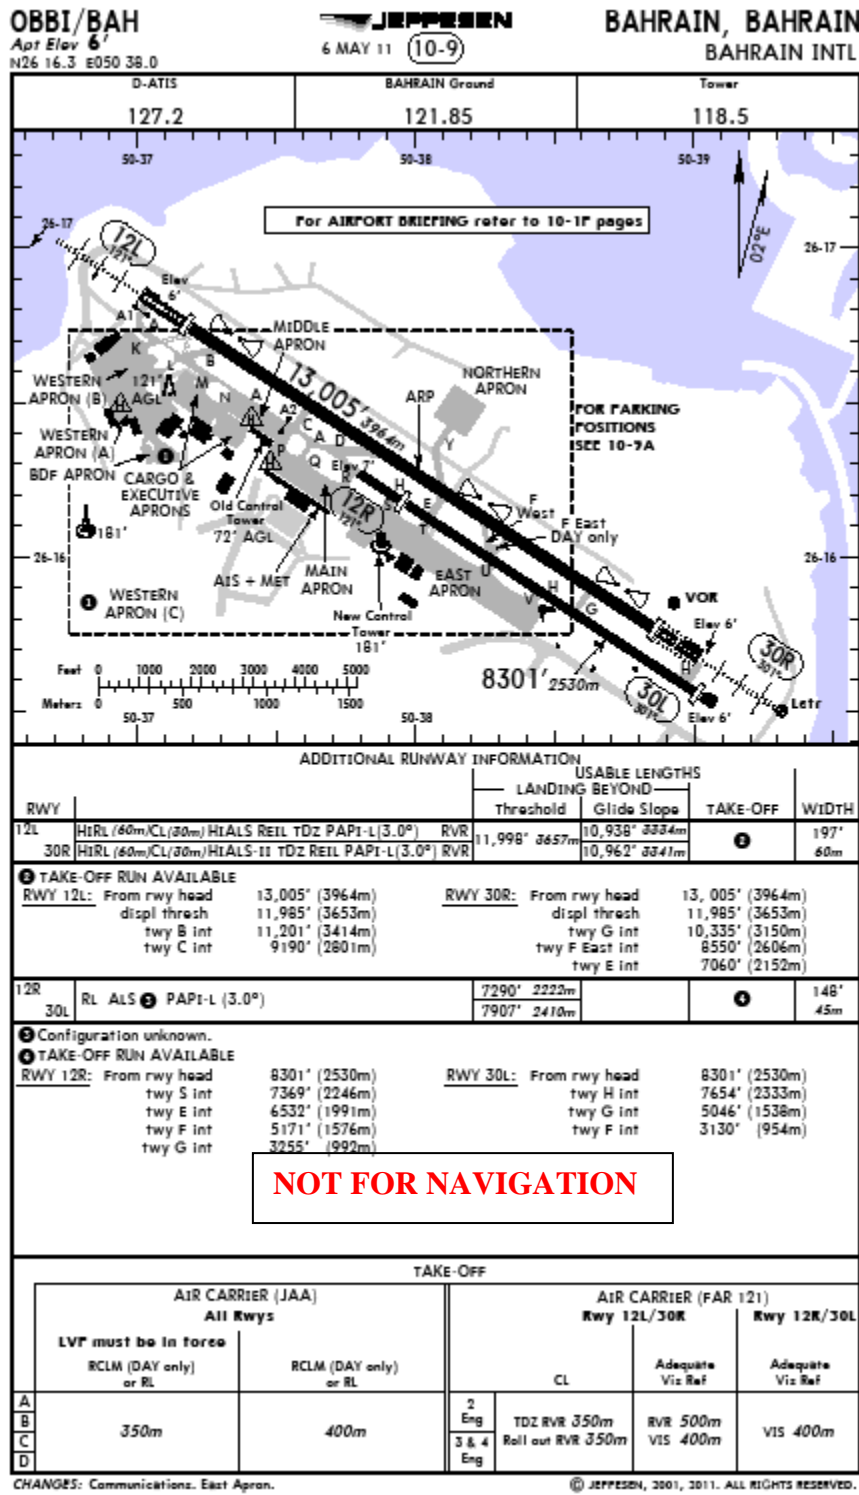 OBBI/BAH
JEPPESEN
BAHRAIN, BAHRAIN
Apt Elev 6'
6 MAY 11
10-9
BAHRAIN INTL
N26 16.3 E050 38.0
D-ATIS
BAHRAIN Ground
Tower
127.2
121.85
118.5
50-37
50-38
50-39
For AIRPORT BRIEFING refer to 10-1P pages
26-17
26-17
02°E
12L
121°
Elev
6'
A1
A
MIDDLE
APRON
K
B
L
13,005' 3964m
NORTHERN
APRON
WESTERN
APRON (B)
121'
AGL
M
N
A
A2
ARP
FOR PARKING
POSITIONS
SEE 10-9A
C
A
D
Y
WESTERN
APRON (A)
P
Q
Elev 7'
R
H
BDF APRON
CARGO &
EXECUTIVE
APRONS
12R
121°
S
E
T
F
West
Old Control
Tower
72' AGL
F East
DAY only
181'
26-16
26-16
AIS + MET
MAIN
APRON
EAST
APRON
U
H
1 WESTERN
APRON (C)
New Control
Tower
181'
V
G
VOR
Elev 6'
30R
301°
H
Feet 0 1000 2000 3000 4000 5000
8301' 2530m
30L
301°
Meters 0 500 1000 1500
Elev 6'
Letr
50-37
50-38
ADDITIONAL RUNWAY INFORMATION
USABLE LENGTHS
LANDING BEYOND
RWY
Threshold
Glide Slope
TAKE-OFF
WIDTH
12L HIRL (60m) CL (30m) HIALS REIL TDZ PAPI-L (3.0°) RVR
11,998' 3657m
10,938' 3334m
2
197'
30R HIRL (60m) CL (30m) HIALS-II TDZ REIL PAPI-L (3.0°) RVR
10,962' 3341m
60m
2 TAKE-OFF RUN AVAILABLE
RWY 12L: From rwy head 13,005' (3964m)
displ thresh 11,985' (3653m)
twy B int 11,201' (3414m)
twy C int 9190' (2801m)
RWY 30R: From rwy head 13, 005' (3964m)
displ thresh 11,985' (3653m)
twy G int 10,335' (3150m)
twy F East int 8550' (2606m)
twy E int 7060' (2152m)
12R
30L
RL ALS 3 PAPI-L (3.0°)
7290' 2222m
7907' 2410m
4
148'
45m
3 Configuration unknown.
4 TAKE-OFF RUN AVAILABLE
RWY 12R: From rwy head 8301' (2530m)
twy S int 7369' (2246m)
twy E int 6532' (1991m)
twy F int 5171' (1576m)
twy G int 3255' (992m)
RWY 30L: From rwy head 8301' (2530m)
twy H int 7654' (2333m)
twy G int 5046' (1538m)
twy F int 3130' (954m)
NOT FOR NAVIGATION
TAKE-OFF
AIR CARRIER (JAA)
All Rwys
AIR CARRIER (FAR 121)
Rwy 12L/30R
Rwy 12R/30L
LVP must be in force
RCLM (DAY only)
or RL
RCLM (DAY only)
or RL
CL
Adequate
Vis Ref
Adequate
Vis Ref
A
B
C
D
350m
400m
2
Eng
3 & 4
Eng
TDZ RVR 350m
Roll out RVR 350m
RVR 500m
VIS 400m
VIS 400m
CHANGES: Communications. East Apron.
© JEPPESEN, 2001, 2011. ALL RIGHTS RESERVED.